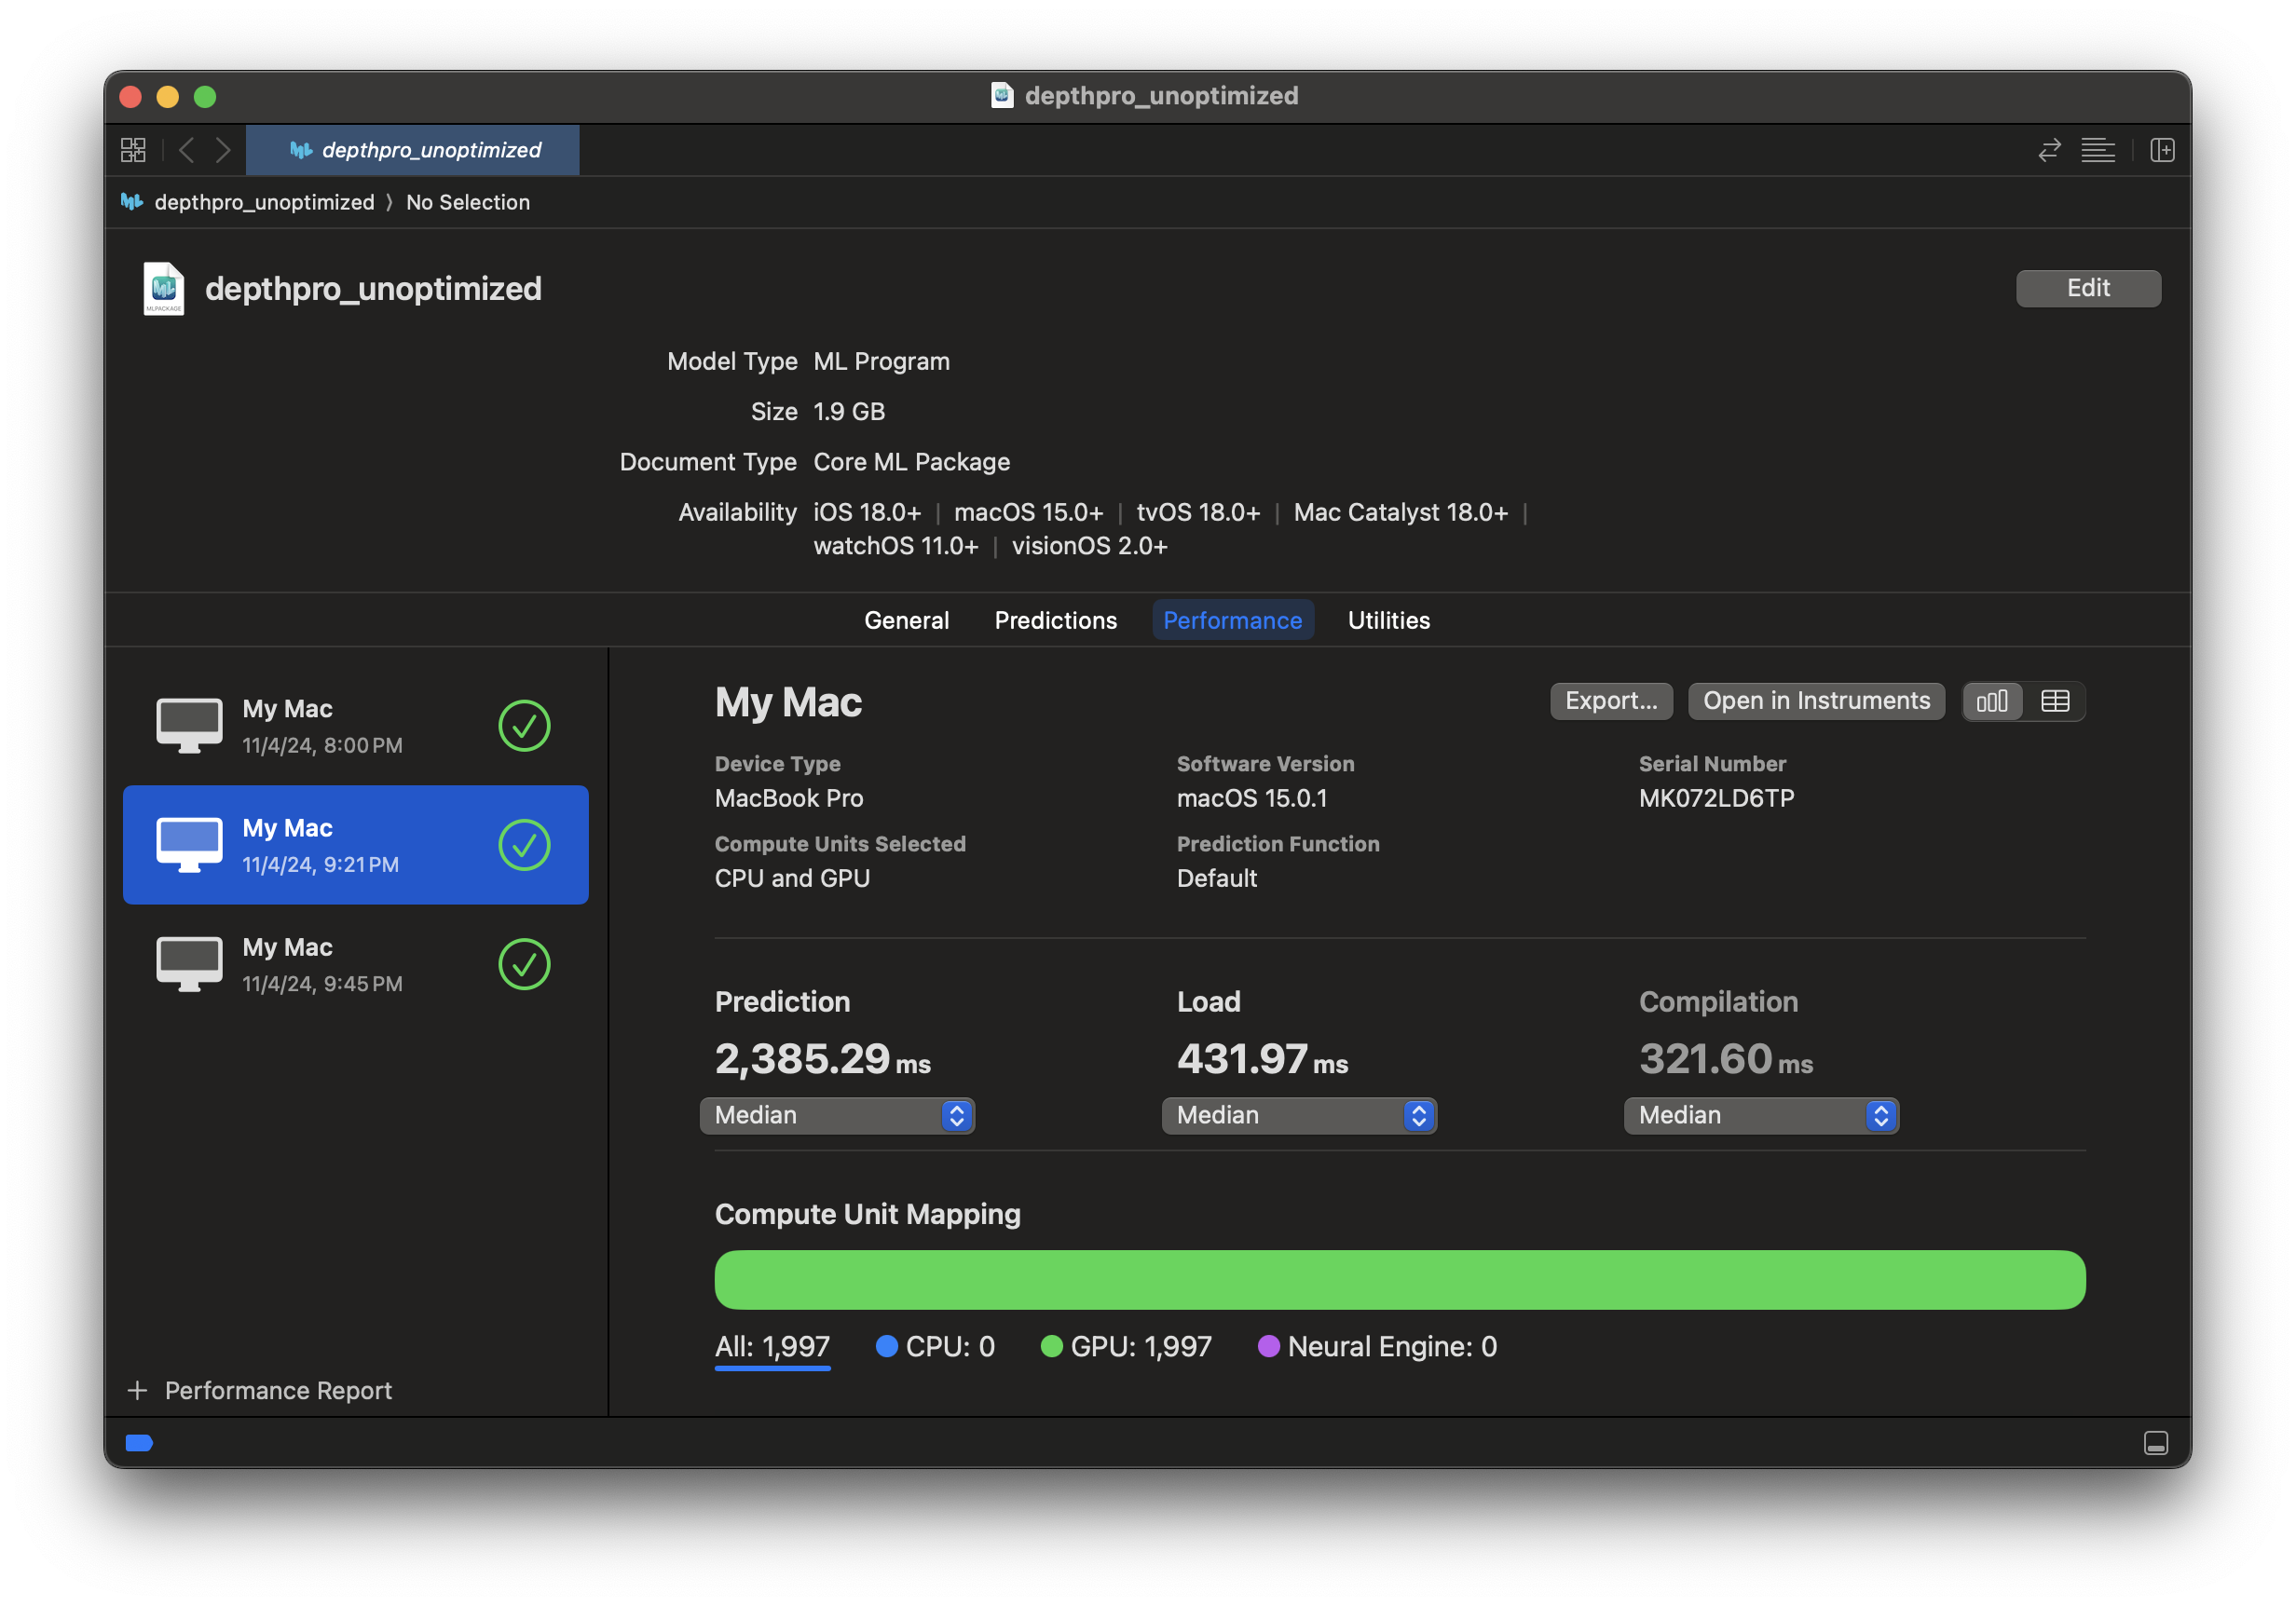 depthpro_unoptimized
depthpro_unoptimized
depthpro_unoptimized 〉 No Selection
MLPACKAGE
depthpro_unoptimized
Edit
Model Type ML Program
Size 1.9 GB
Document Type Core ML Package
Availability iOS 18.0+ | macOS 15.0+ | tvOS 18.0+ | Mac Catalyst 18.0+ |
watchOS 11.0+ | visionOS 2.0+
General Predictions Performance Utilities
My Mac
11/4/24, 8:00 PM
My Mac
11/4/24, 9:21 PM
My Mac
11/4/24, 9:45 PM
+ Performance Report
My Mac
Export... Open in Instruments
Device Type Software Version Serial Number
MacBook Pro macOS 15.0.1 MK072LD6TP
Compute Units Selected Prediction Function
CPU and GPU Default
Prediction Load Compilation
2,385.29 ms 431.97 ms 321.60 ms
Median Median Median
Compute Unit Mapping
All: 1,997 CPU: 0 GPU: 1,997 Neural Engine: 0